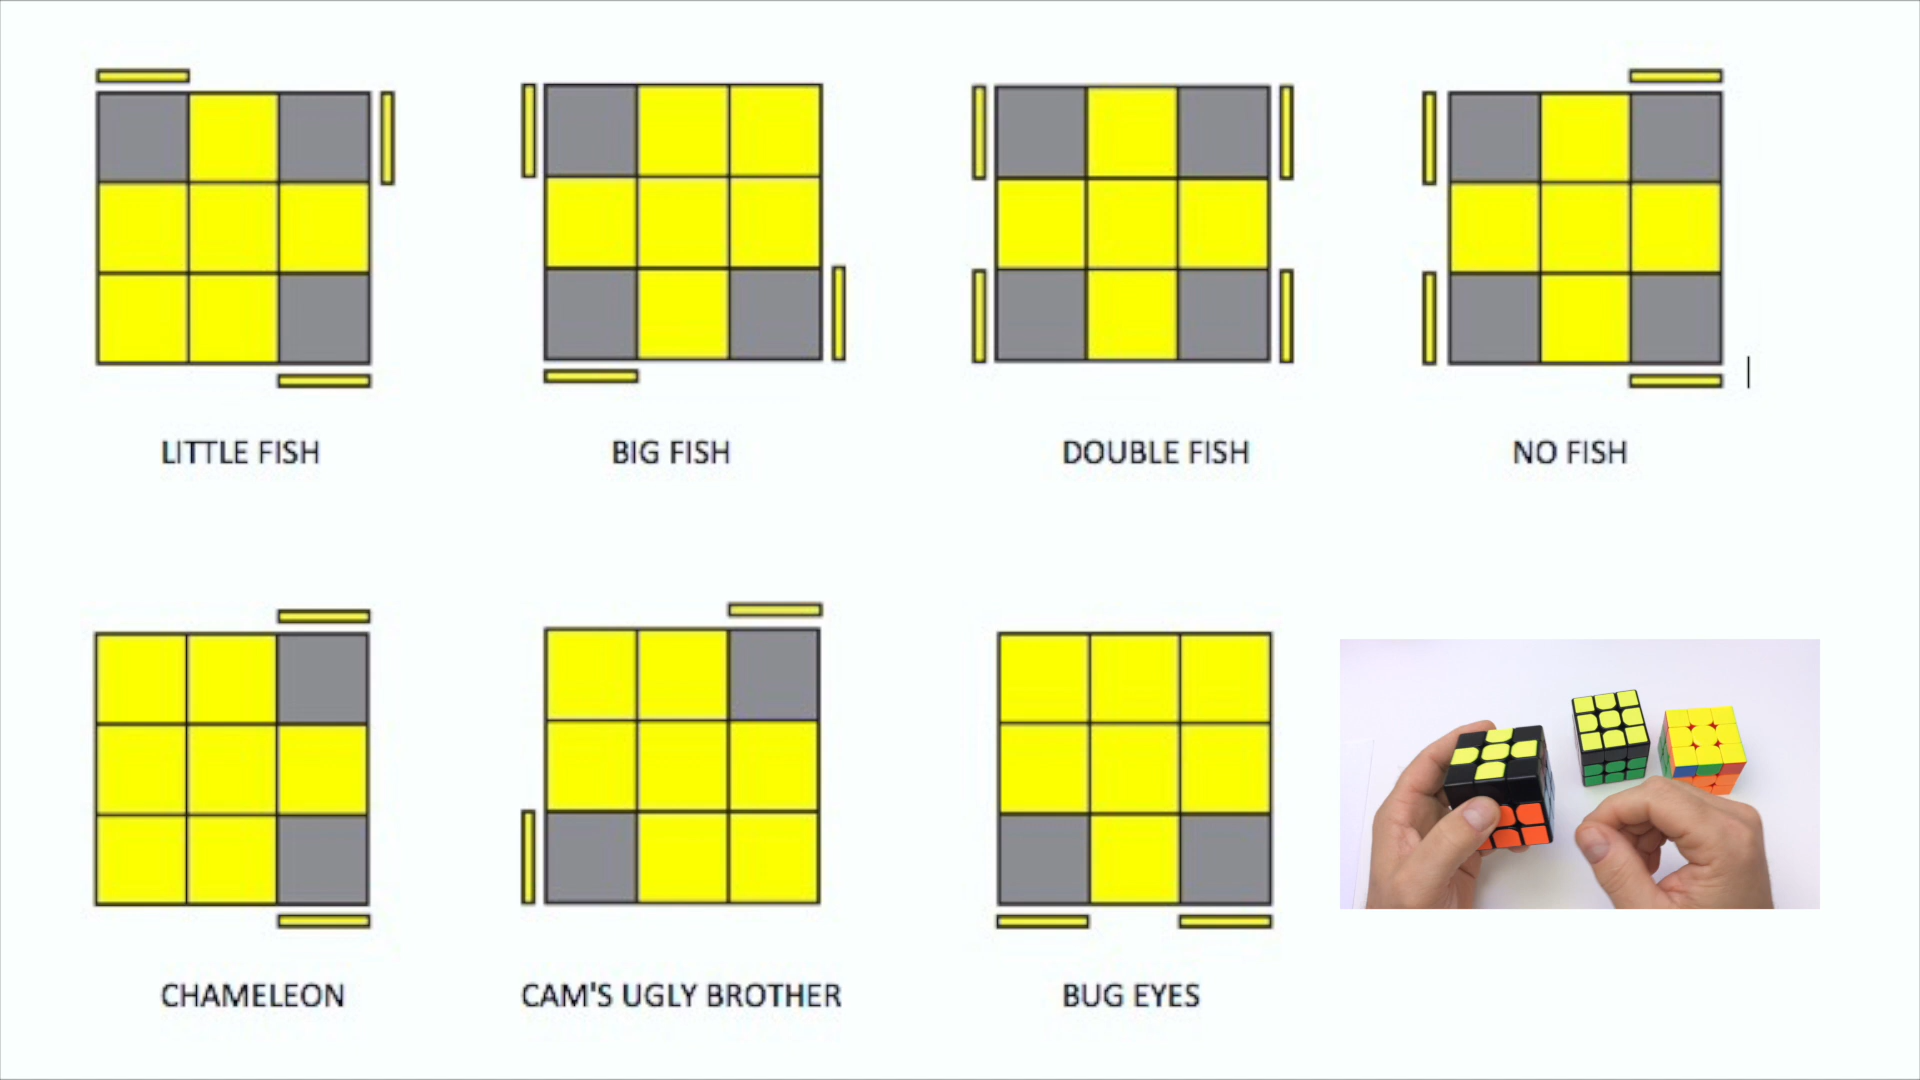 LITTLE FISH
BIG FISH
DOUBLE FISH
NO FISH
CHAMELEON
CAM'S UGLY BROTHER
BUG EYES